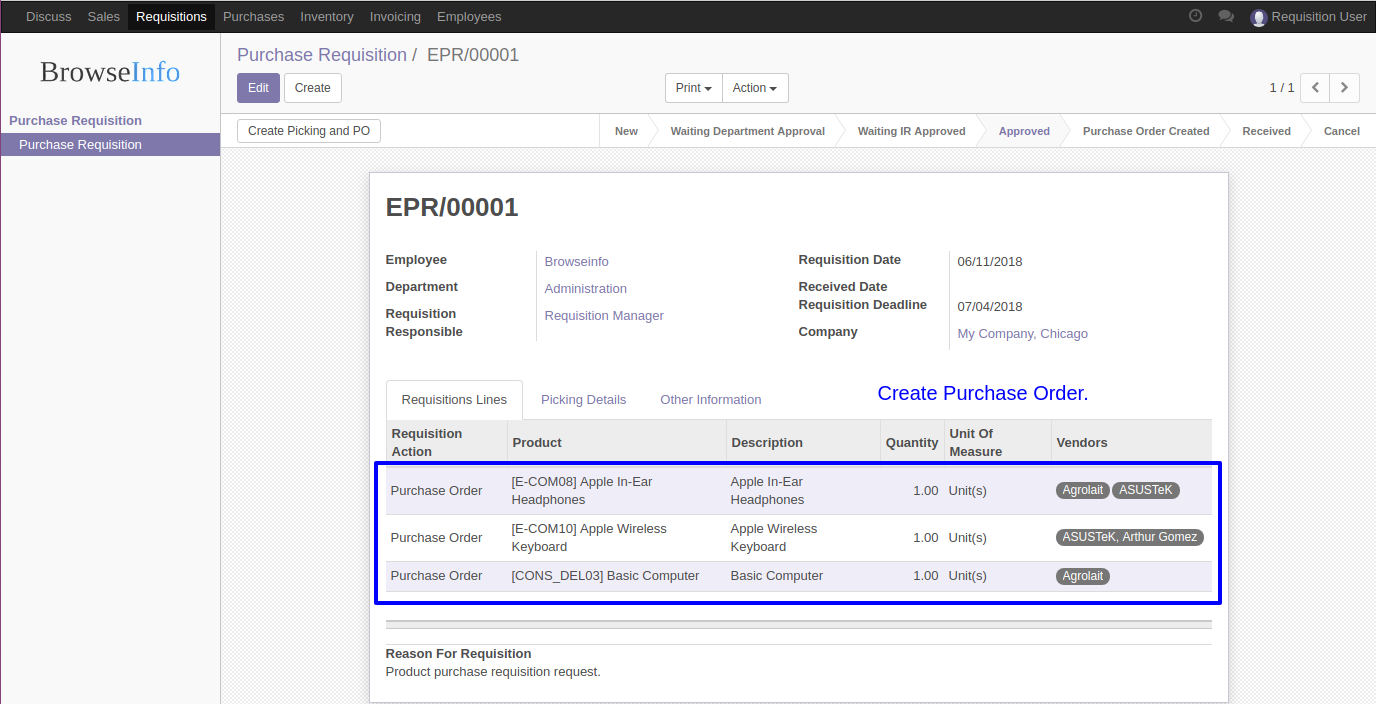 Discuss Sales Requisitions Purchases Inventory Invoicing Employees Requisition User
BrowseInfo
Purchase Requisition
Purchase Requisition
Purchase Requisition / EPR/00001
Edit Create Print Action 1 / 1
Create Picking and PO New Waiting Department Approval Waiting IR Approved Approved Purchase Order Created Received Cancel
EPR/00001
Employee Browseinfo
Department Administration
Requisition
Responsible Requisition Manager
Requisition Date 06/11/2018
Received Date
Requisition Deadline 07/04/2018
Company My Company, Chicago
Requisitions Lines Picking Details Other Information
Create Purchase Order.
Requisition
Action Product Description Quantity Unit Of
Measure Vendors
Purchase Order [E-COM08] Apple In-Ear
Headphones Apple In-Ear
Headphones 1.00 Unit(s) Agrolait ASUSTeK
Purchase Order [E-COM10] Apple Wireless
Keyboard Apple Wireless
Keyboard 1.00 Unit(s) ASUSTeK, Arthur Gomez
Purchase Order [CONS_DEL03] Basic Computer Basic Computer 1.00 Unit(s) Agrolait
Reason For Requisition
Product purchase requisition request.